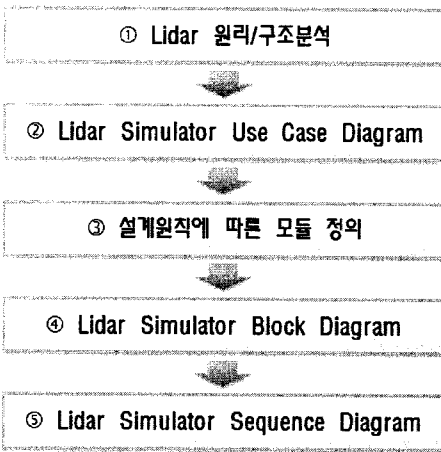 ① Lidar 원리/구조분석
② Lidar Simulator Use Case Diagram
③ 설계원칙에 따른 모듈 정의
④ Lidar Simulator Block Diagram
⑤ Lidar Simulator Sequence Diagram